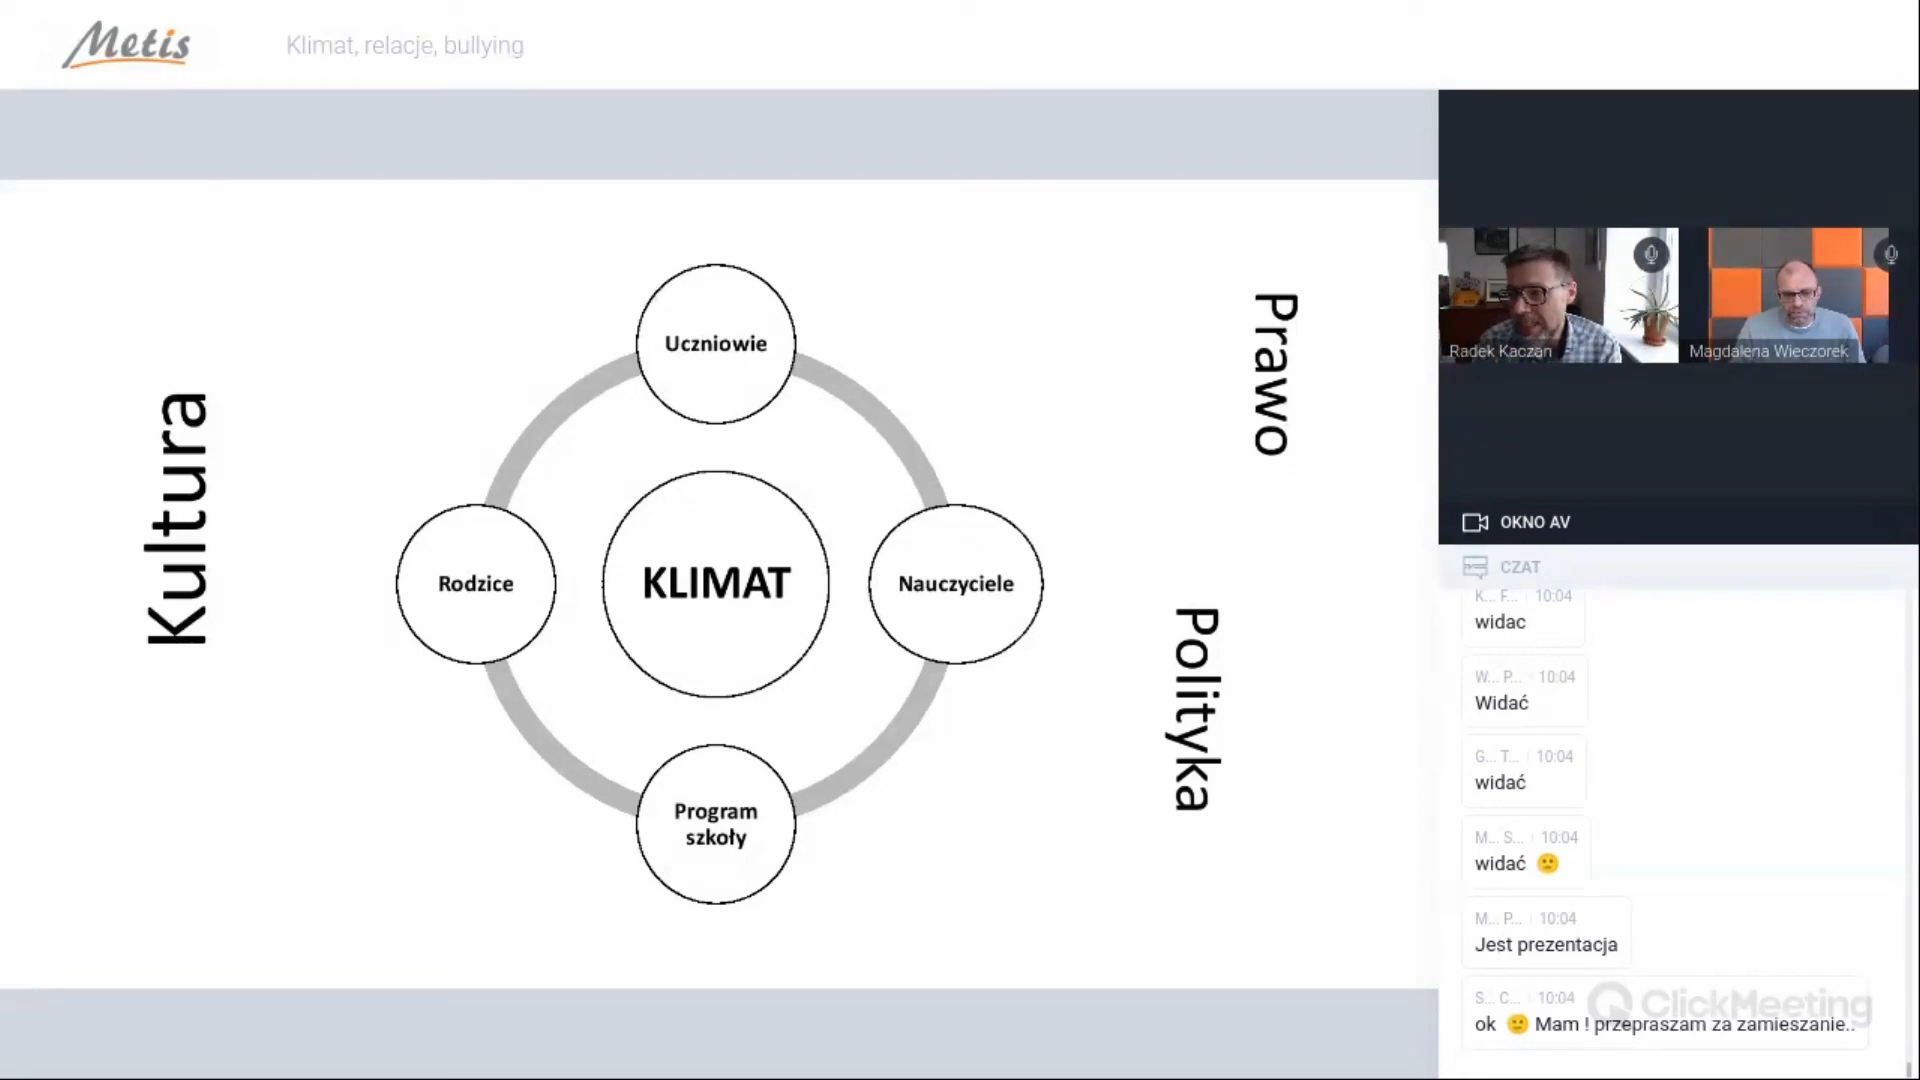 Metis
Klimat, relacje, bullying
Kultura
Uczniowie
Rodzice
KLIMAT
Nauczyciele
Program
szkoły
Prawo
Polityka
Radek Kaczan
Magdalena Wieczorek
OKNO AV
CZAT
K... F... 10:04
widac
W... P... 10:04
Widać
G... T... 10:04
widać
M... S... 10:04
widać 🙂
M... P... 10:04
Jest prezentacja
S... C... 10:04
ok 🙂 Mam ! przepraszam za zamieszanie..
ClickMeeting